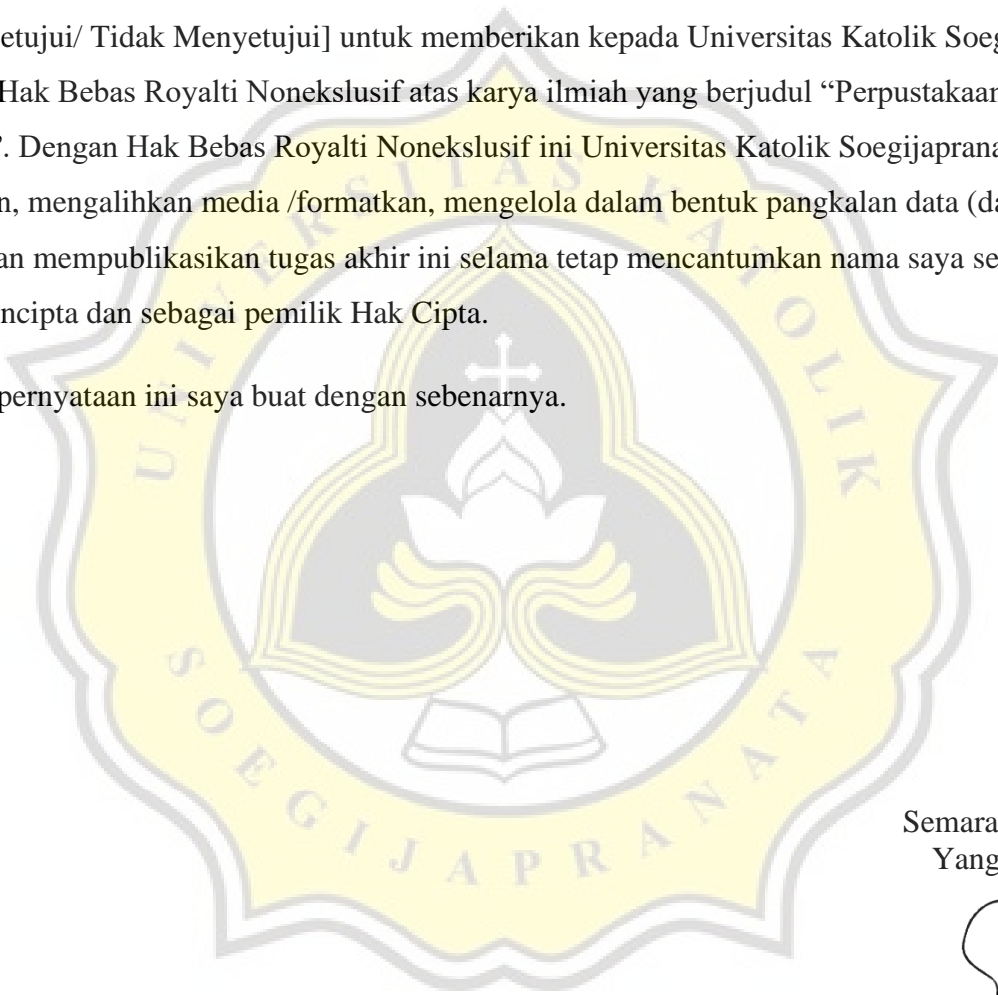 etujui/ Tidak Menyetujui] untuk memberikan kepada Universitas Katolik Soeg
Hak Bebas Royalti Nonekslusif atas karya ilmiah yang berjudul “Perpustakaan
”. Dengan Hak Bebas Royalti Nonekslusif ini Universitas Katolik Soegijaprana
n, mengalihkan media /formatkan, mengelola dalam bentuk pangkalan data (da
an mempublikasikan tugas akhir ini selama tetap mencantumkan nama saya se
ncipta dan sebagai pemilik Hak Cipta.
pernyataan ini saya buat dengan sebenarnya.
UNIVERSITAS KATOLIK
SOEGIJAPRANATA
Semara
Yang